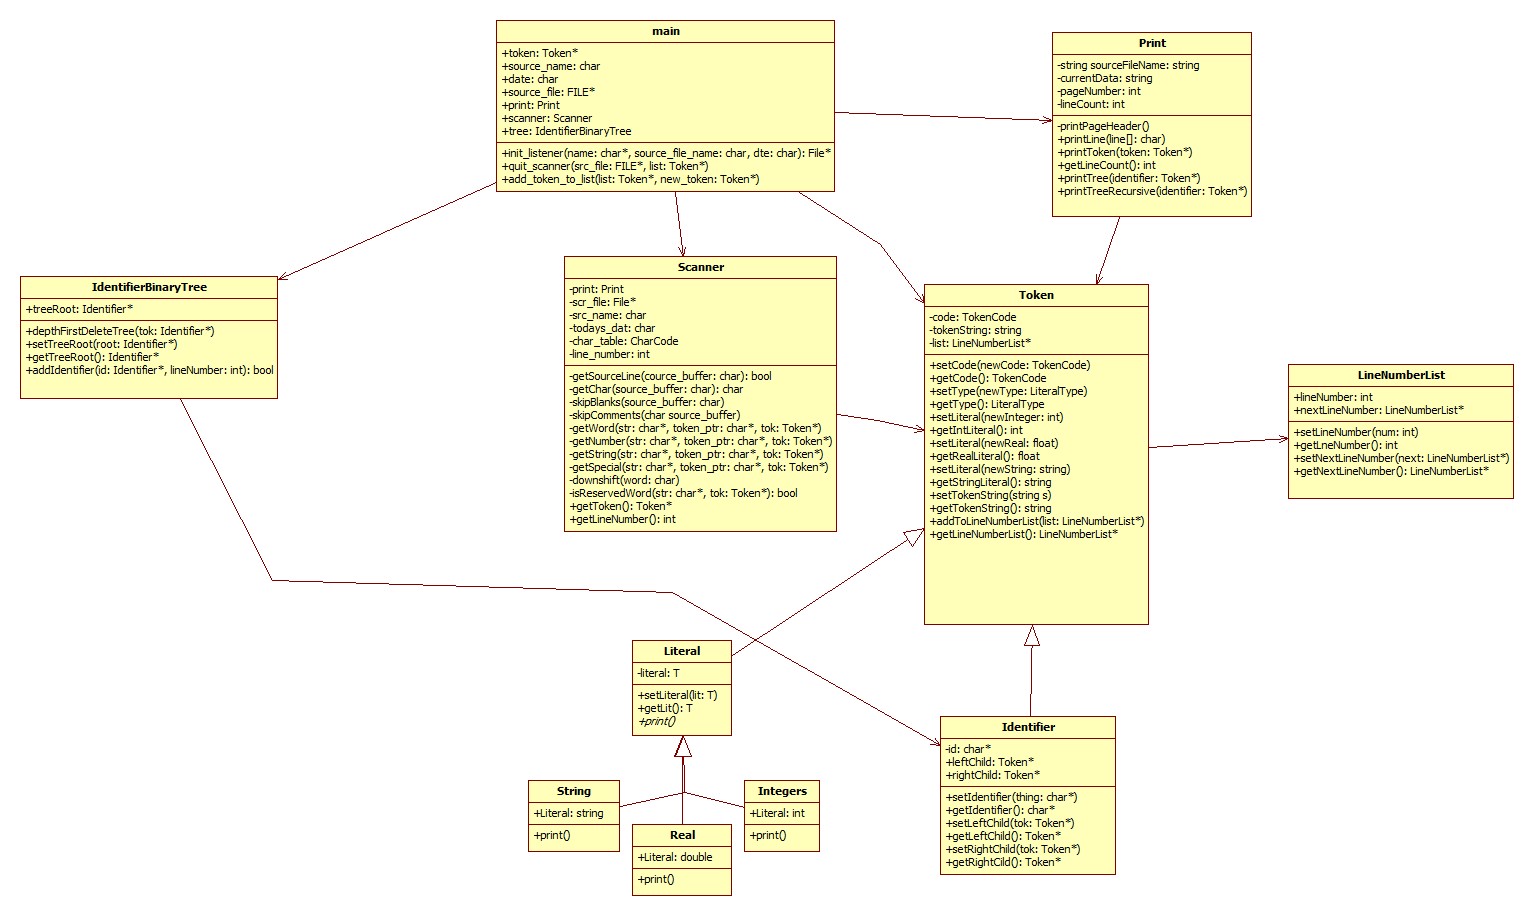 main
+token: Token*
+source_name: char
+date: char
+source_file: FILE*
+print: Print
+scanner: Scanner
+tree: IdentifierBinaryTree
+init_listener(name: char*, source_file_name: char, dte: char): File*
+quit_scanner(src_file: FILE*, list: Token*)
+add_token_to_list(list: Token*, new_token: Token*)
Print
-string sourceFileName: string
-currentData: string
-pageNumber: int
-lineCount: int
-printPageHeader()
+printLine(line[]: char)
+printToken(token: Token*)
+getLineCount(): int
+printTree(identifier: Token*)
+printTreeRecursive(identifier: Token*)
IdentifierBinaryTree
+treeRoot: Identifier*
+depthFirstDeleteTree(tok: Identifier*)
+setTreeRoot(root: Identifier*)
+getTreeRoot(): Identifier*
+addIdentifier(id: Identifier*, lineNumber: int): bool
Scanner
-print: Print
-scr_file: File*
-src_name: char
-todays_dat: char
-char_table: CharCode
-line_number: int
-getSourceLine(cource_buffer: char): bool
-getChar(source_buffer: char): char
-skipBlanks(source_buffer: char)
-skipComments(char source_buffer)
-getWord(str: char*, token_ptr: char*, tok: Token*)
-getNumber(str: char*, token_ptr: char*, tok: Token*)
-getString(str: char*, token_ptr: char*, tok: Token*)
-getSpecial(str: char*, token_ptr: char*, tok: Token*)
-downshift(word: char)
-isReservedWord(str: char*, tok: Token*): bool
+getToken(): Token*
+getLineNumber(): int
Token
-code: TokenCode
-tokenString: string
-list: LineNumberList*
+setCode(newCode: TokenCode)
+getCode(): TokenCode
+setType(newType: LiteralType)
+getType(): LiteralType
+setLiteral(newInteger: int)
+getIntLiteral(): int
+setLiteral(newReal: float)
+getRealLiteral(): float
+setLiteral(newString: string)
+getStringLiteral(): string
+setTokenString(string s)
+getTokenString(): string
+addToLineNumberList(list: LineNumberList*)
+getLineNumberList(): LineNumberList*
LineNumberList
+lineNumber: int
+nextLineNumber: LineNumberList*
+setLineNumber(num: int)
+getLneNumber(): int
+setNextLineNumber(next: LineNumberList*)
+getNextLineNumber(): LineNumberList*
Literal
-literal: T
+setLiteral(lit: T)
+getLit(): T
+print()
String
+Literal: string
+print()
Real
+Literal: double
+print()
Integers
+Literal: int
+print()
Identifier
-id: char*
+leftChild: Token*
+rightChild: Token*
+setIdentifier(thing: char*)
+getIdentifier(): char*
+setLeftChild(tok: Token*)
+getLeftChild(): Token*
+setRightChild(tok: Token*)
+getRightCild(): Token*